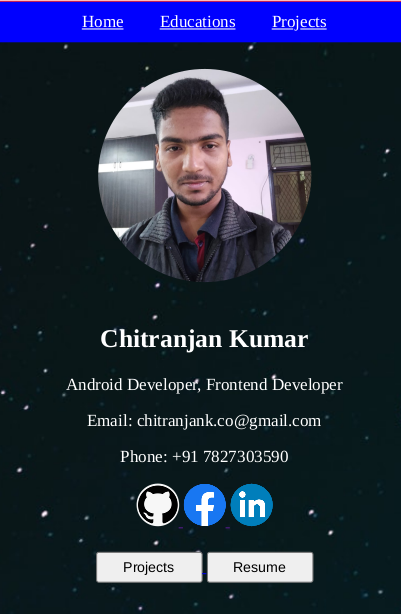 Home Educations Projects
Chitranjan Kumar
Android Developer, Frontend Developer
Email: chitranjank.co@gmail.com
Phone: +91 7827303590
in
Projects Resume